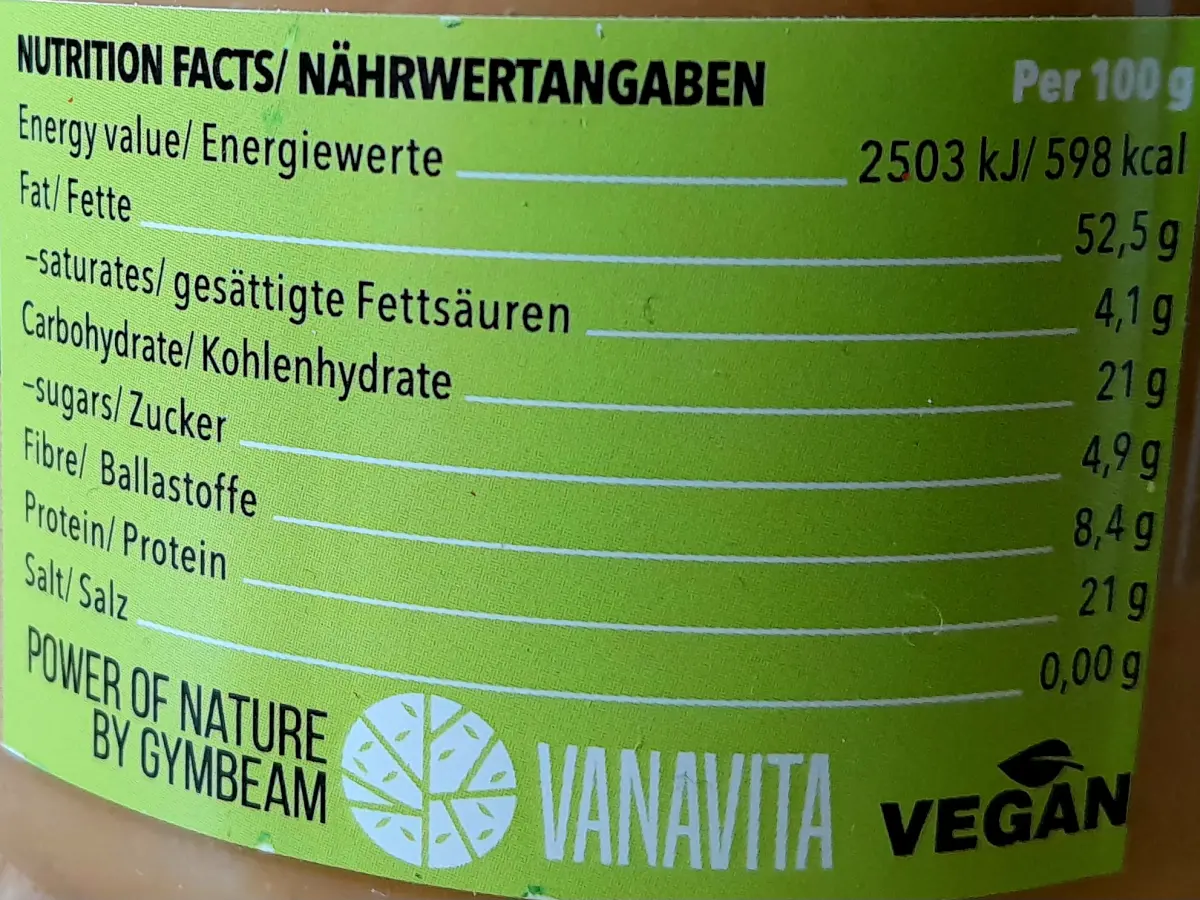 NUTRITION FACTS/ NÄHRWERTANGABEN Per 100 g
Energy value/ Energiewerte 2503 kJ/ 598 kcal
Fat/ Fette 52,5 g
–saturates/ gesättigte Fettsäuren 4,1 g
Carbohydrate/ Kohlenhydrate 21 g
–sugars/ Zucker 4,9 g
Fibre/ Ballastoffe 8,4 g
Protein/ Protein 21 g
Salt/ Salz 0,00 g
POWER OF NATURE
BY GYMBEAM
VANAVITA
VEGAN